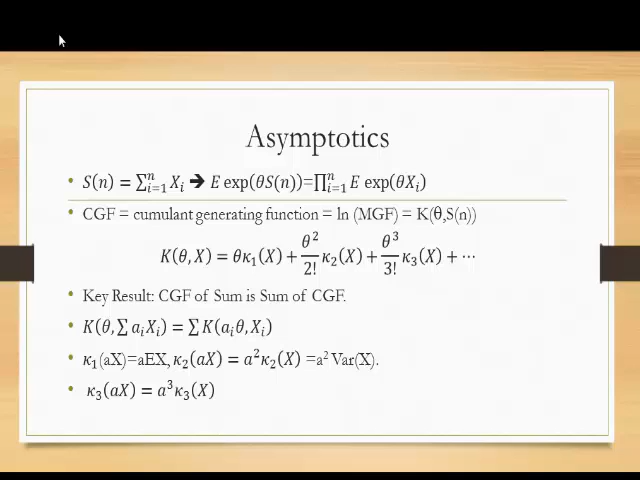 Asymptotics
• S(n) = ∑ᵢ₌₁ⁿ Xᵢ → E exp(θS(n))=∏ᵢ₌₁ⁿ E exp(θXᵢ)
• CGF = cumulant generating function = ln (MGF) = K(θ,S(n))
K(θ, X) = θκ₁(X) + θ²/2! κ₂(X) + θ³/3! κ₃(X) + ⋯
• Key Result: CGF of Sum is Sum of CGF.
• K(θ, ∑ aᵢXᵢ) = ∑ K(aᵢθ, Xᵢ)
• κ₁(aX)=aEX, κ₂(aX) = a²κ₂(X) =a² Var(X).
• κ₃(aX) = a³κ₃(X)